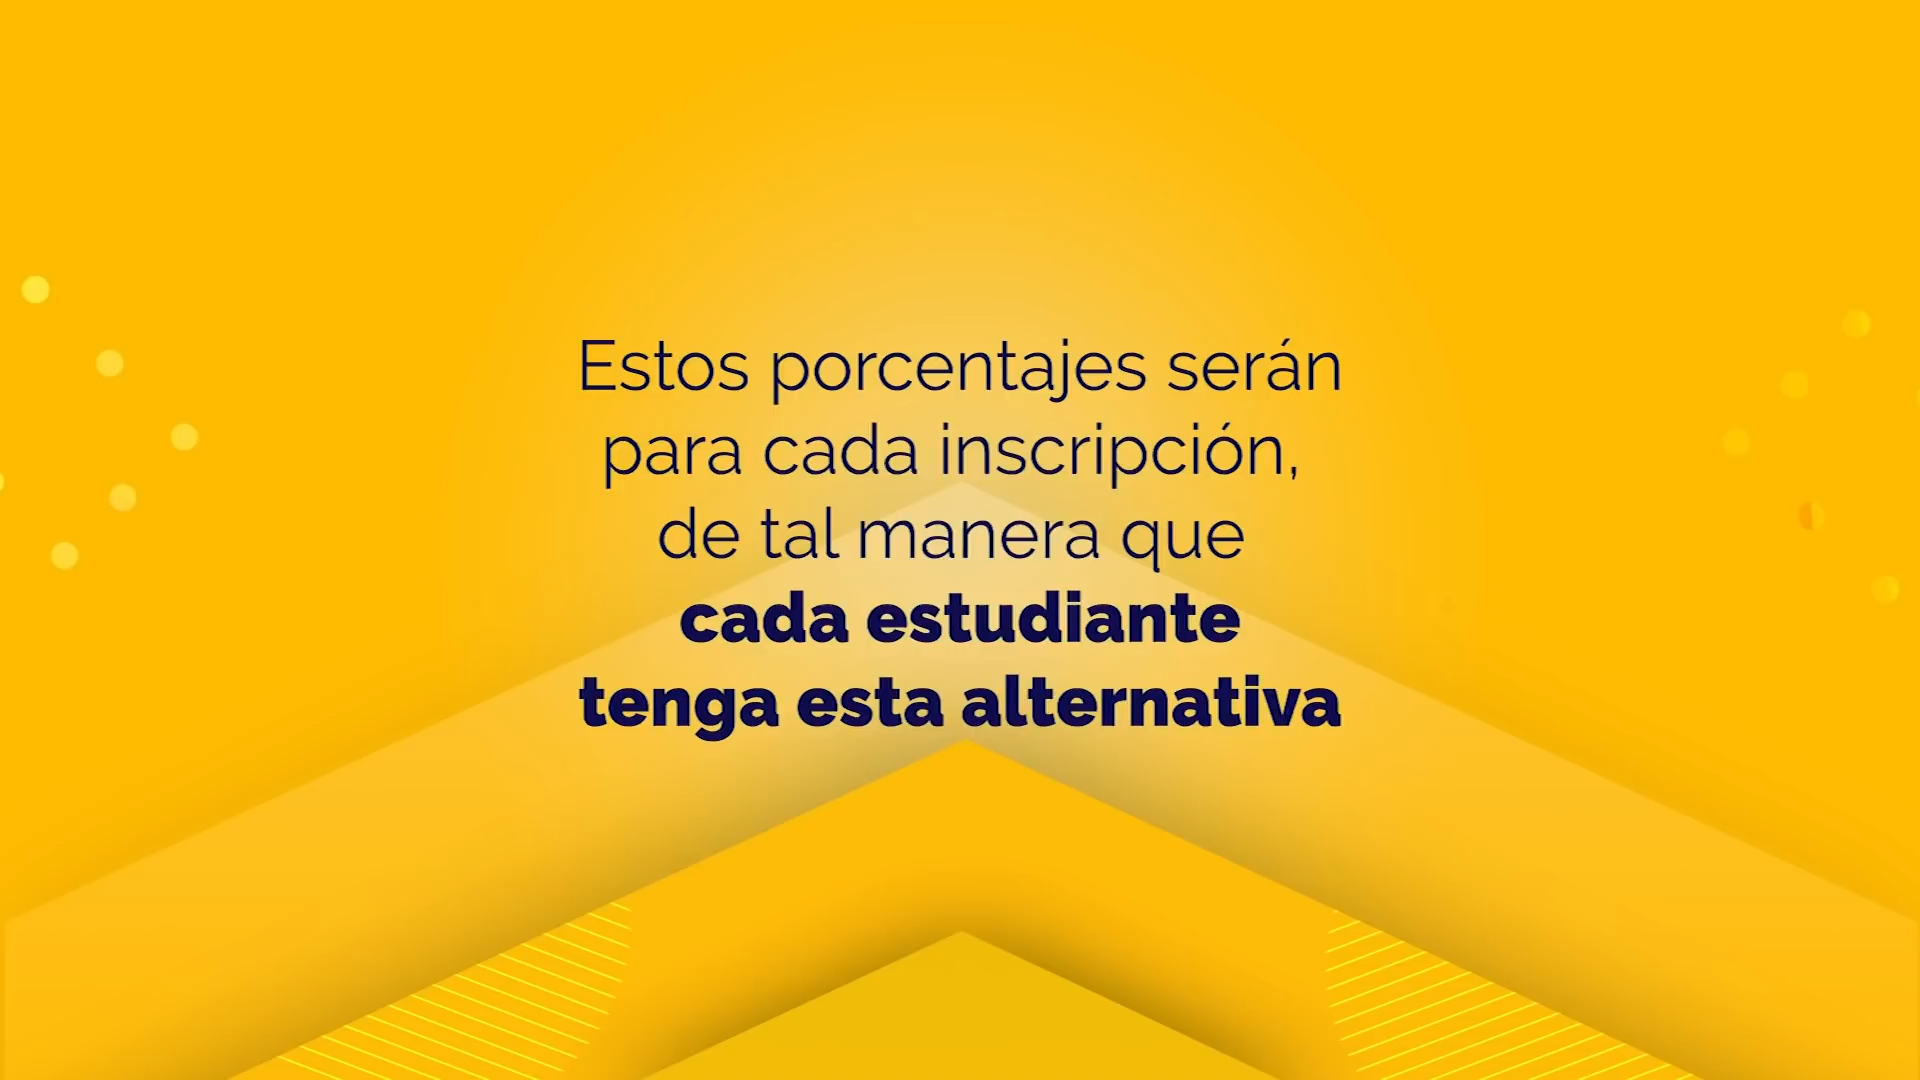 Estos porcentajes serán
para cada inscripción,
de tal manera que
cada estudiante
tenga esta alternativa